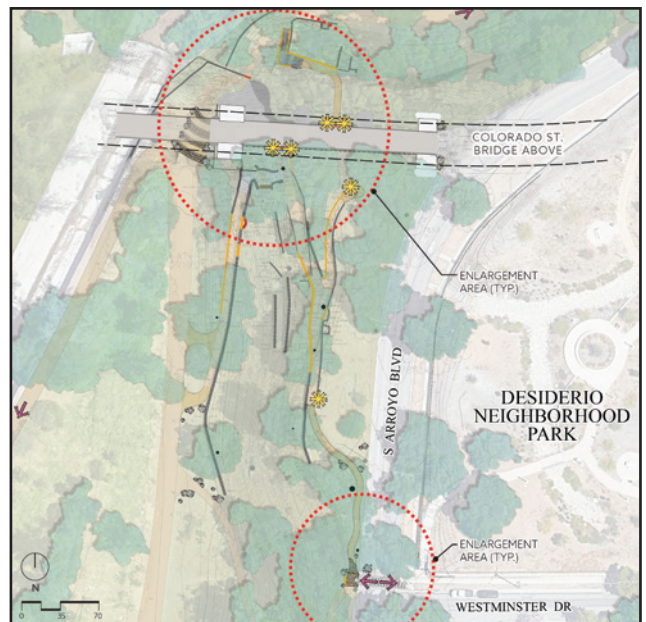 COLORADO ST.
BRIDGE ABOVE
ENLARGEMENT
AREA (TYP.)
S ARROYO BLVD
DESIDERIO
NEIGHBORHOOD
PARK
ENLARGEMENT
AREA (TYP.)
N
0 35 70
WESTMINSTER DR